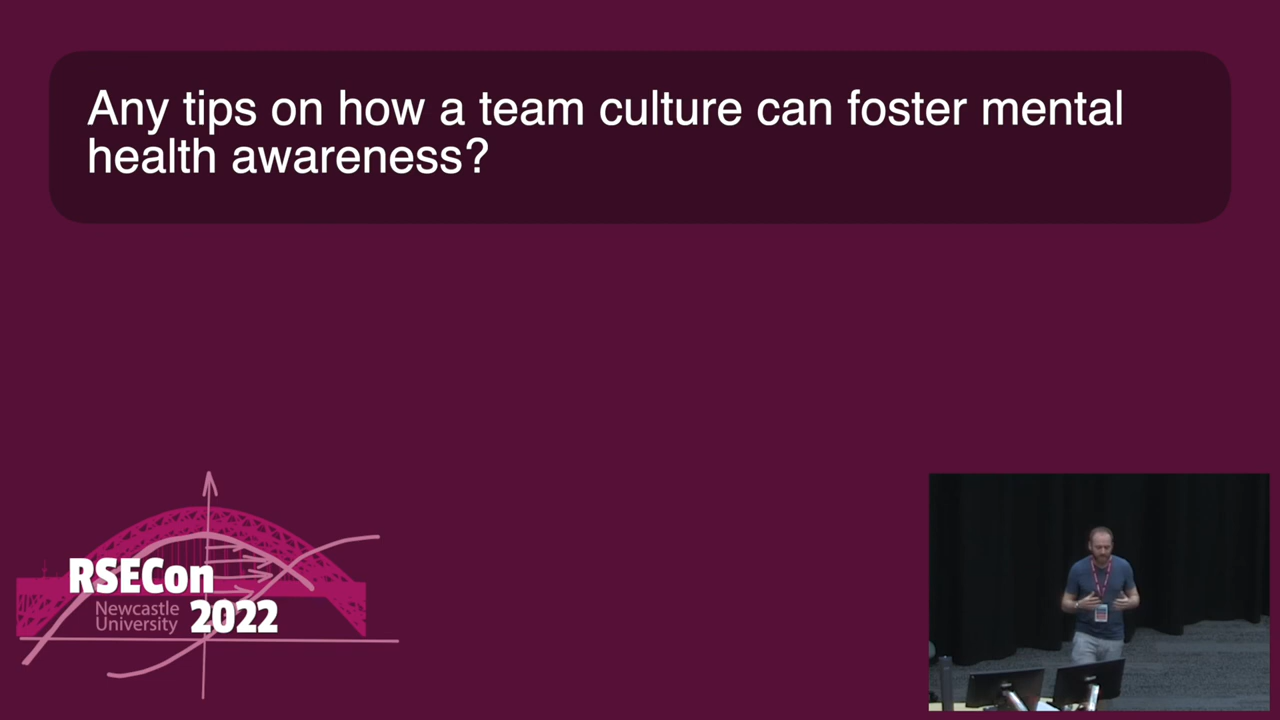 Any tips on how a team culture can foster mental
health awareness?
RSECon
Newcastle
University
2022